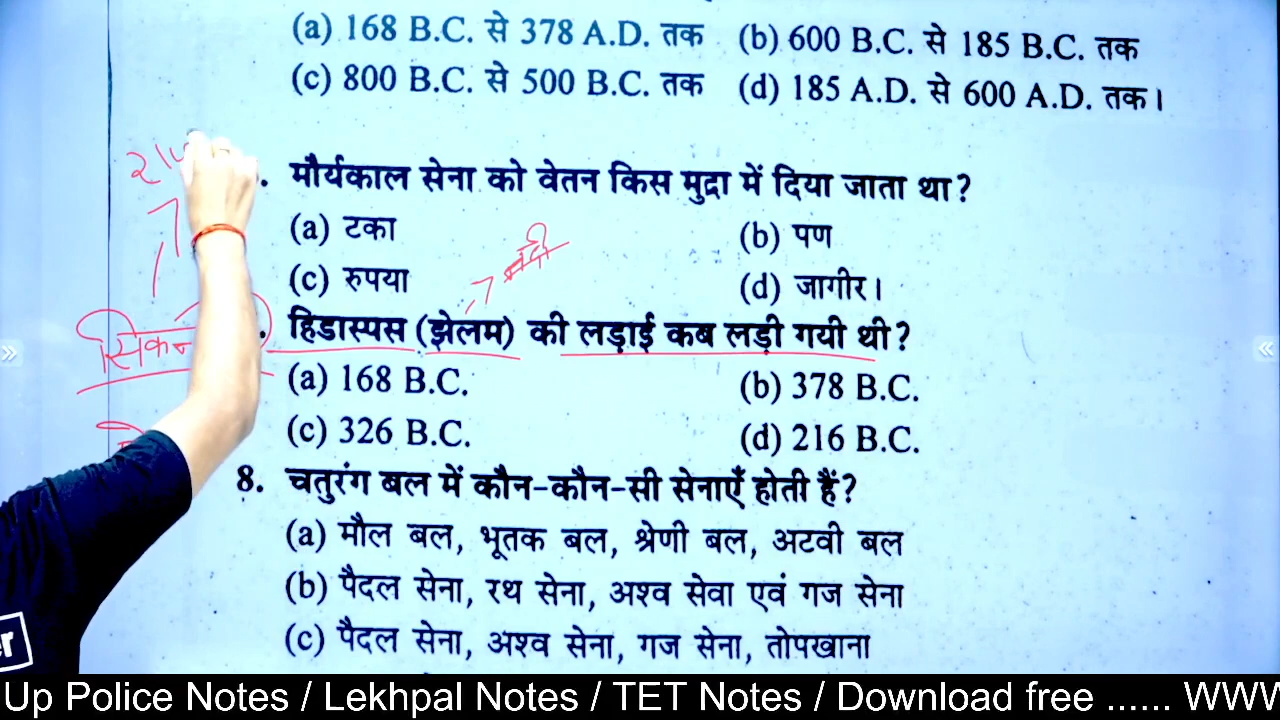 (a) 168 B.C. से 378 A.D. तक (b) 600 B.C. से 185 B.C. तक
(c) 800 B.C. से 500 B.C. तक (d) 185 A.D. से 600 A.D. तक।
. मौर्यकाल सेना को वेतन किस मुद्रा में दिया जाता था?
(a) टका (b) पण
(c) रुपया (d) जागीर।
. हिडास्पस (झेलम) की लड़ाई कब लड़ी गयी थी?
(a) 168 B.C. (b) 378 B.C.
(c) 326 B.C. (d) 216 B.C.
8. चतुरंग बल में कौन-कौन-सी सेनाएँ होती हैं?
(a) मौल बल, भूतक बल, श्रेणी बल, अटवी बल
(b) पैदल सेना, रथ सेना, अश्व सेवा एवं गज सेना
(c) पैदल सेना, अश्व सेना, गज सेना, तोपखाना
Up Police Notes / Lekhpal Notes / TET Notes / Download free ...... WWW